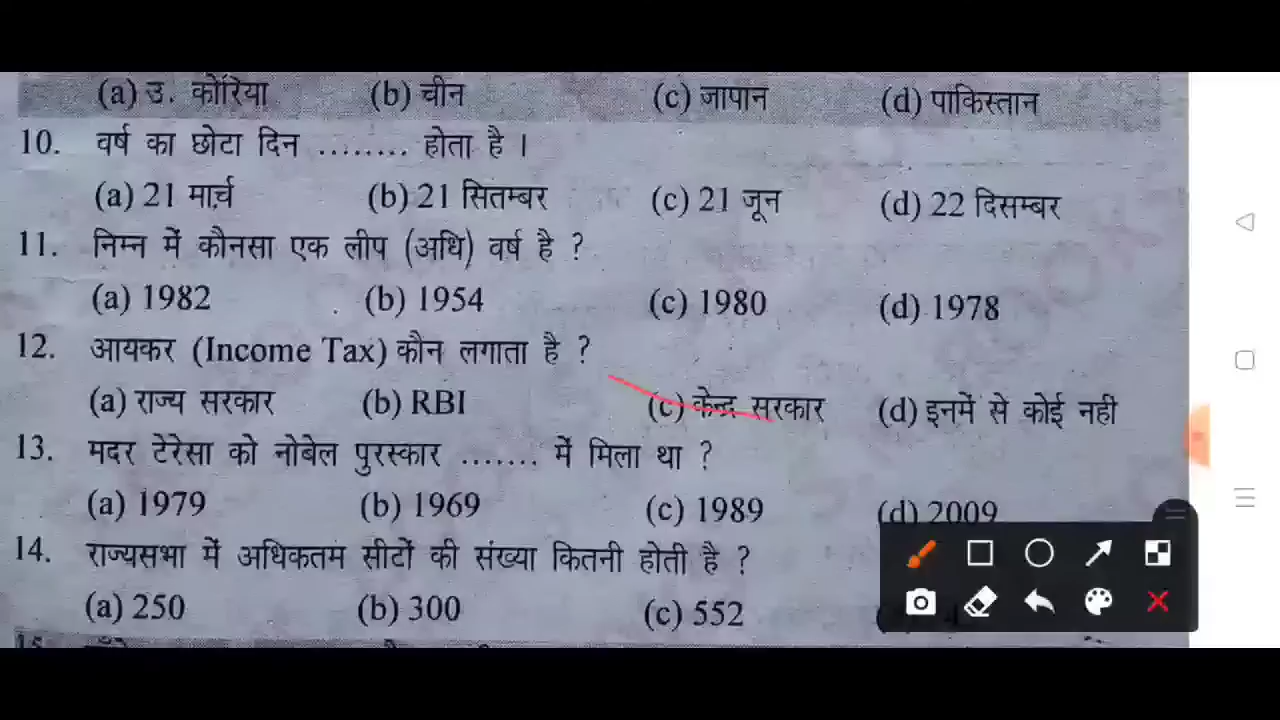 (a) उ. कोरिया (b) चीन (c) जापान (d) पाकिस्तान
10. वर्ष का छोटा दिन ........ होता है ।
(a) 21 मार्च (b) 21 सितम्बर (c) 21 जून (d) 22 दिसम्बर
11. निम्न में कौनसा एक लीप (अधि) वर्ष है ?
(a) 1982 (b) 1954 (c) 1980 (d) 1978
12. आयकर (Income Tax) कौन लगाता है ?
(a) राज्य सरकार (b) RBI (c) केन्द्र सरकार (d) इनमें से कोई नही
13. मदर टेरेसा को नोबेल पुरस्कार ....... में मिला था ?
(a) 1979 (b) 1969 (c) 1989 (d) 2009
14. राज्यसभा में अधिकतम सीटों की संख्या कितनी होती है ?
(a) 250 (b) 300 (c) 552
15.